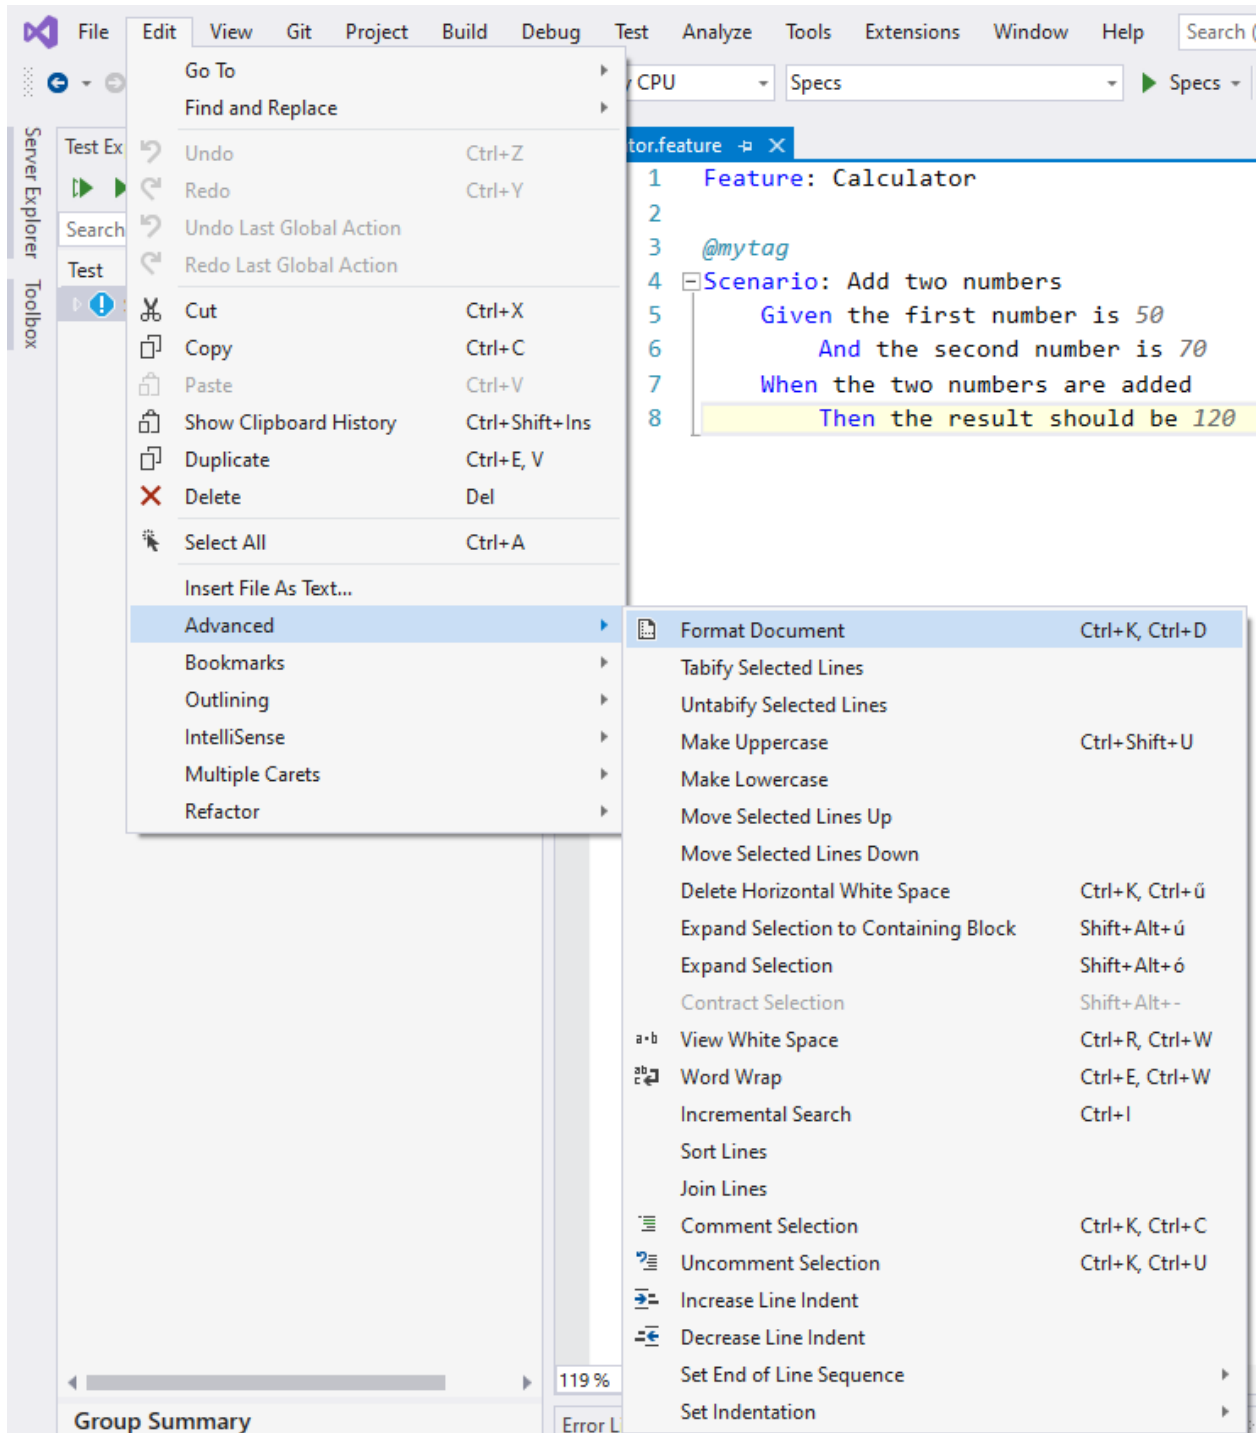 File Edit View Git Project Build Debug Test Analyze Tools Extensions Window Help Search (
CPU Specs Specs
Server Explorer
Toolbox
Test Ex
Search
Test
Go To
Find and Replace
Undo Ctrl+Z
Redo Ctrl+Y
Undo Last Global Action
Redo Last Global Action
Cut Ctrl+X
Copy Ctrl+C
Paste Ctrl+V
Show Clipboard History Ctrl+Shift+Ins
Duplicate Ctrl+E, V
Delete Del
Select All Ctrl+A
Insert File As Text...
Advanced
Bookmarks
Outlining
IntelliSense
Multiple Carets
Refactor
tor.feature
1 Feature: Calculator
2
3 @mytag
4 Scenario: Add two numbers
5 Given the first number is 50
6 And the second number is 70
7 When the two numbers are added
8 Then the result should be 120
Format Document Ctrl+K, Ctrl+D
Tabify Selected Lines
Untabify Selected Lines
Make Uppercase Ctrl+Shift+U
Make Lowercase
Move Selected Lines Up
Move Selected Lines Down
Delete Horizontal White Space Ctrl+K, Ctrl+ű
Expand Selection to Containing Block Shift+Alt+ú
Expand Selection Shift+Alt+ó
Contract Selection Shift+Alt+-
a•b View White Space Ctrl+R, Ctrl+W
Word Wrap Ctrl+E, Ctrl+W
Incremental Search Ctrl+I
Sort Lines
Join Lines
Comment Selection Ctrl+K, Ctrl+C
Uncomment Selection Ctrl+K, Ctrl+U
Increase Line Indent
Decrease Line Indent
Set End of Line Sequence
Set Indentation
119 %
Group Summary
Error L